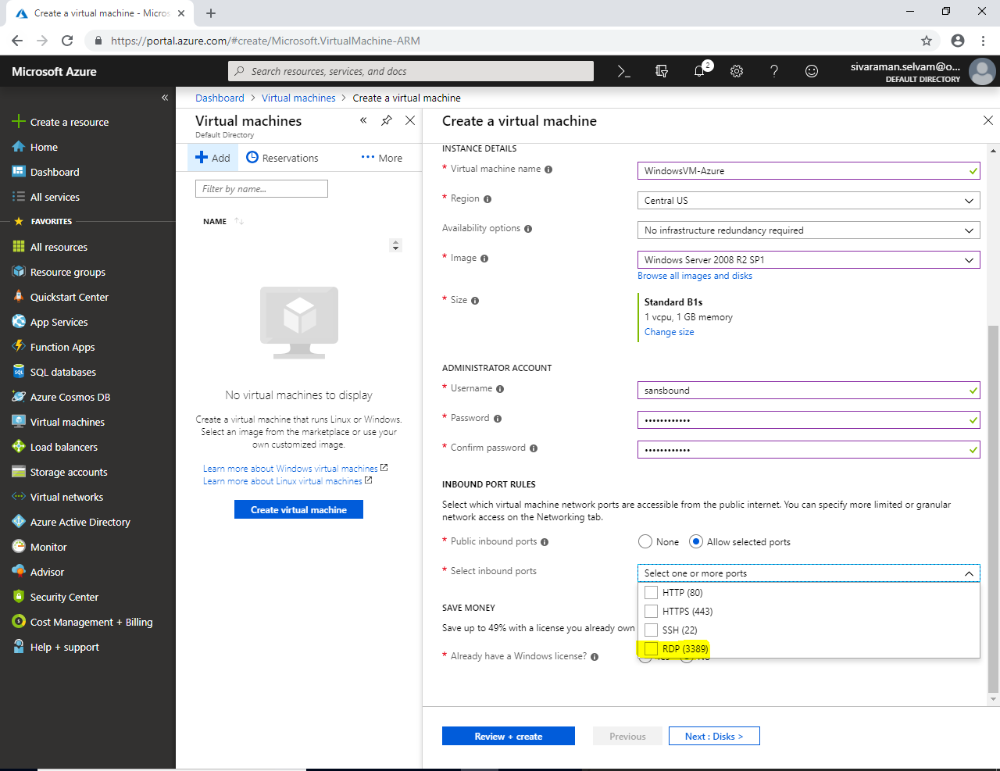 Create a virtual machine - Micros
https://portal.azure.com/#create/Microsoft.VirtualMachine-ARM
Microsoft Azure
Search resources, services, and docs
2
sivaraman.selvam@o...
DEFAULT DIRECTORY
Create a resource
Home
Dashboard
All services
FAVORITES
All resources
Resource groups
Quickstart Center
App Services
Function Apps
SQL databases
Azure Cosmos DB
Virtual machines
Load balancers
Storage accounts
Virtual networks
Azure Active Directory
Monitor
Advisor
Security Center
Cost Management + Billing
Help + support
Dashboard > Virtual machines > Create a virtual machine
Virtual machines
Default Directory
Add
Reservations
More
Filter by name...
NAME
No virtual machines to display
Create a virtual machine that runs Linux or Windows.
Select an image from the marketplace or use your
own customized image.
Learn more about Windows virtual machines
Learn more about Linux virtual machines
Create virtual machine
Create a virtual machine
INSTANCE DETAILS
* Virtual machine name
WindowsVM-Azure
* Region
Central US
Availability options
No infrastructure redundancy required
* Image
Windows Server 2008 R2 SP1
Browse all images and disks
* Size
Standard B1s
1 vcpu, 1 GB memory
Change size
ADMINISTRATOR ACCOUNT
* Username
sansbound
* Password
••••••••••••
* Confirm password
••••••••••••
INBOUND PORT RULES
Select which virtual machine network ports are accessible from the public internet. You can specify more limited or granular
network access on the Networking tab.
* Public inbound ports
None
Allow selected ports
* Select inbound ports
Select one or more ports
HTTP (80)
HTTPS (443)
SSH (22)
RDP (3389)
SAVE MONEY
Save up to 49% with a license you already own
* Already have a Windows license?
Yes
No
Review + create
Previous
Next : Disks >